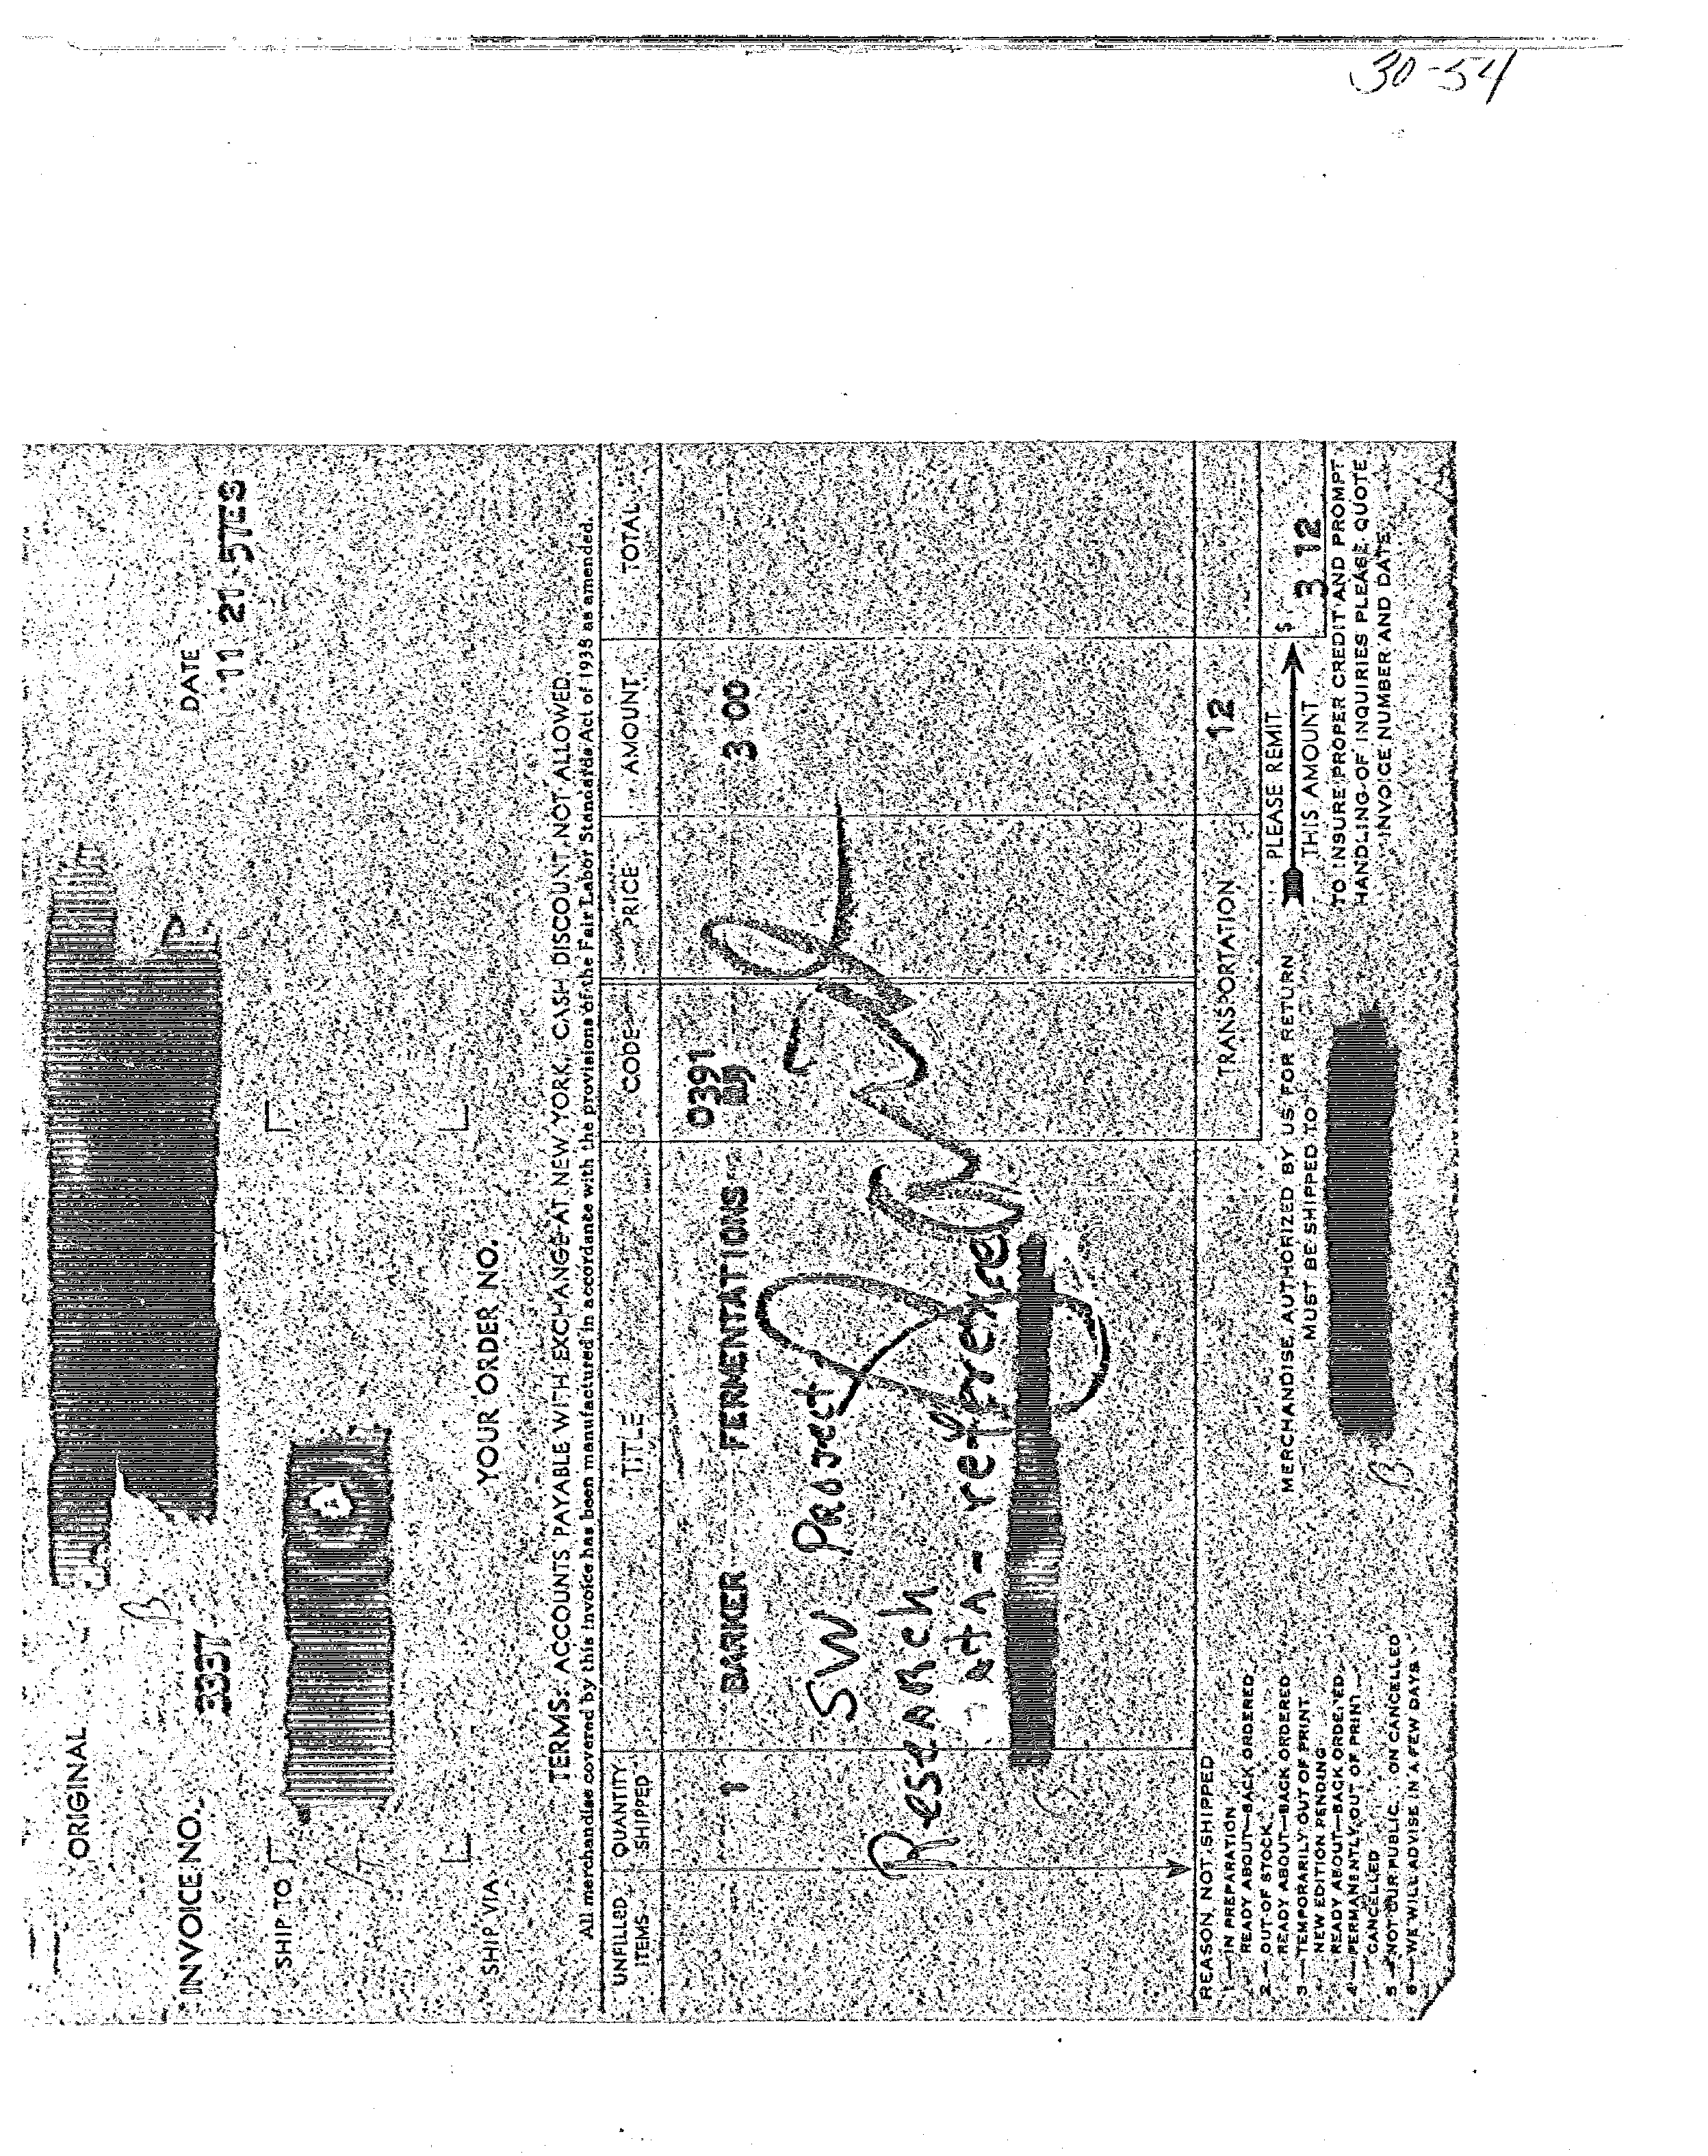 30-54
ORIGINAL
INVOICE NO. 3337
DATE
11 21 57ES
SHIP TO
YOUR ORDER NO.
SHIP VIA
TERMS: ACCOUNTS PAYABLE WITH EXCHANGE AT NEW YORK, CASH DISCOUNT NOT ALLOWED
All merchandise covered by this invoice has been manufactured in accordance with the provisions of the Fair Labor Standards Act of 1938 as amended.
UNFILLED ITEMS QUANTITY SHIPPED TITLE CODE PRICE AMOUNT TOTAL
0391
1 BARKER FERMENTATIONS 3 00
SW Project
Research
DATA - reference
REASON NOT SHIPPED
TRANSPORTATION 12
1—IN PREPARATION
READY ABOUT—BACK ORDERED
2—OUT OF STOCK
READY ABOUT—BACK ORDERED
3—TEMPORARILY OUT OF PRINT
NEW EDITION PENDING
READY ABOUT—BACK ORDERED
4—PERMANENTLY OUT OF PRINT
CANCELLED
5—NOT OUR PUBLIC. ON CANCELLED
6—WE WILL ADVISE IN A FEW DAYS
MERCHANDISE AUTHORIZED BY US FOR RETURN
MUST BE SHIPPED TO
B
PLEASE REMIT
THIS AMOUNT
$ 3 12
TO INSURE PROPER CREDIT AND PROMPT
HANDLING OF INQUIRIES PLEASE QUOTE
INVOICE NUMBER AND DATE